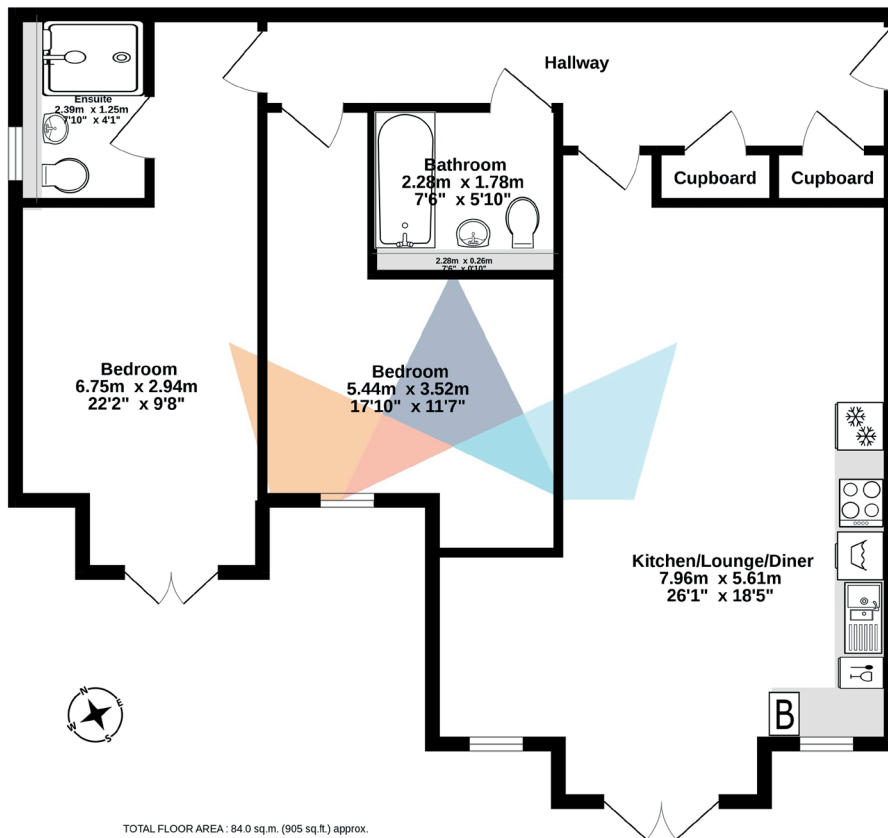 Hallway
Ensuite
2.39m x 1.25m
7'10" x 4'1"
Bathroom
2.28m x 1.78m
7'6" x 5'10"
Cupboard
Cupboard
2.28m x 0.26m
7'6" x 0'10"
Bedroom
6.75m x 2.94m
22'2" x 9'8"
Bedroom
5.44m x 3.52m
17'10" x 11'7"
Kitchen/Lounge/Diner
7.96m x 5.61m
26'1" x 18'5"
B
N
E
W
S
TOTAL FLOOR AREA : 84.0 sq.m. (905 sq.ft.) approx.